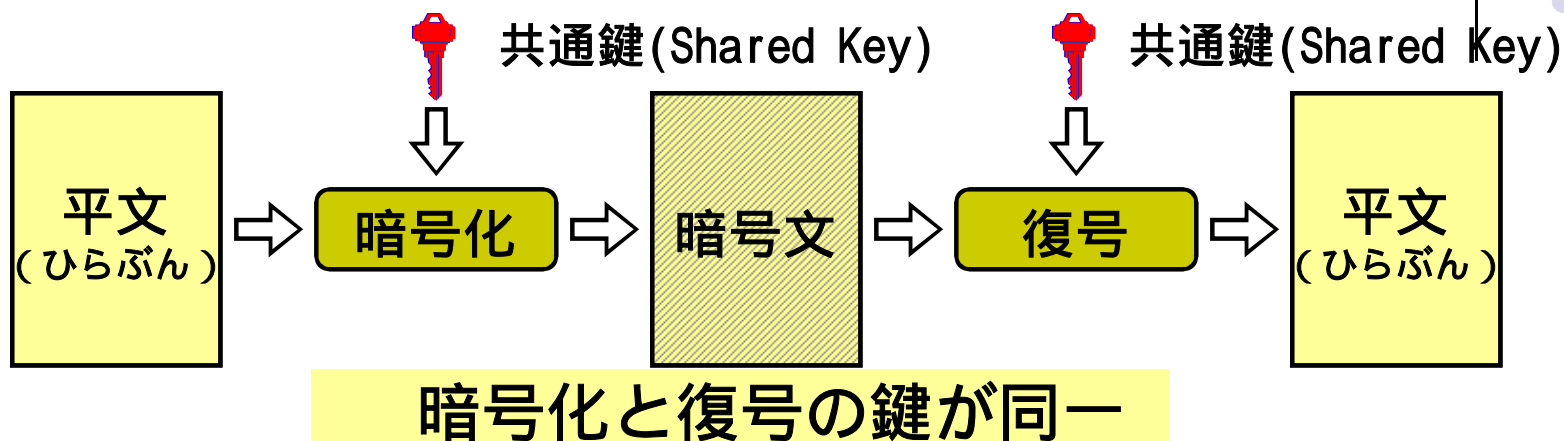 共通鍵(Shared Key)
共通鍵(Shared Key)
平文
(ひらぶん)
暗号化
暗号文
復号
平文
(ひらぶん)
暗号化と復号の鍵が同一